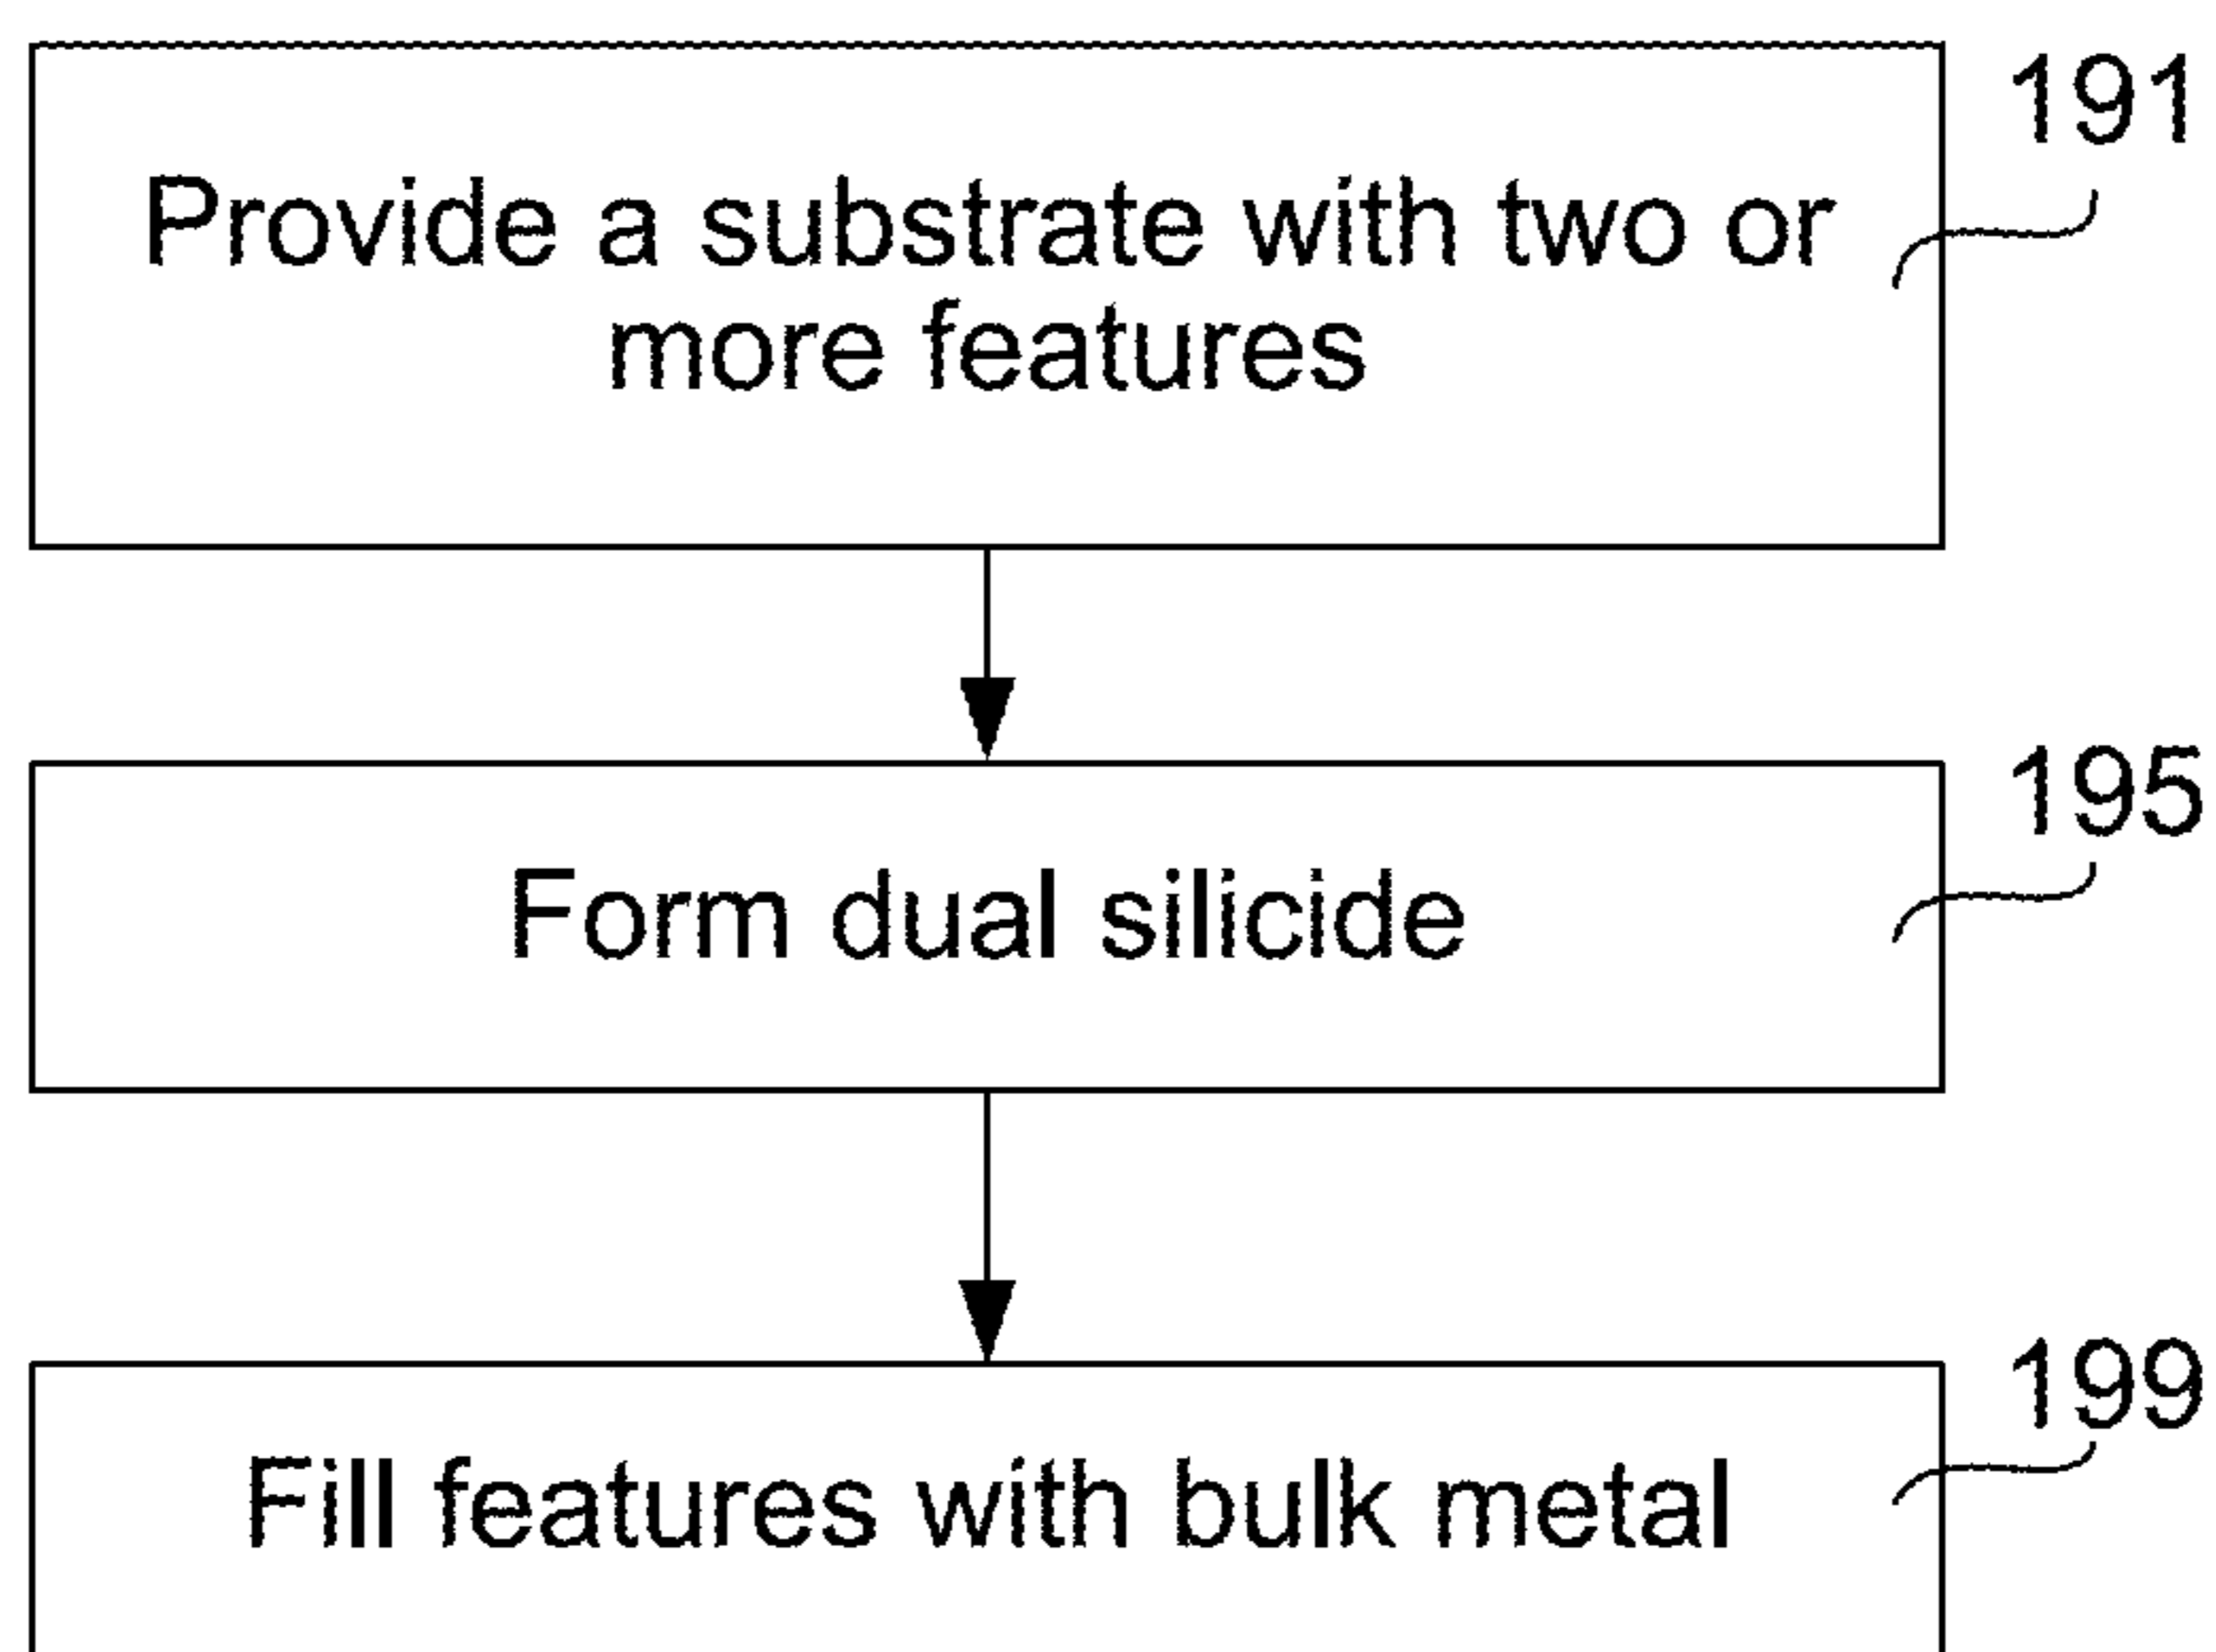 191
Provide a substrate with two or
more features
195
Form dual silicide
199
Fill features with bulk metal